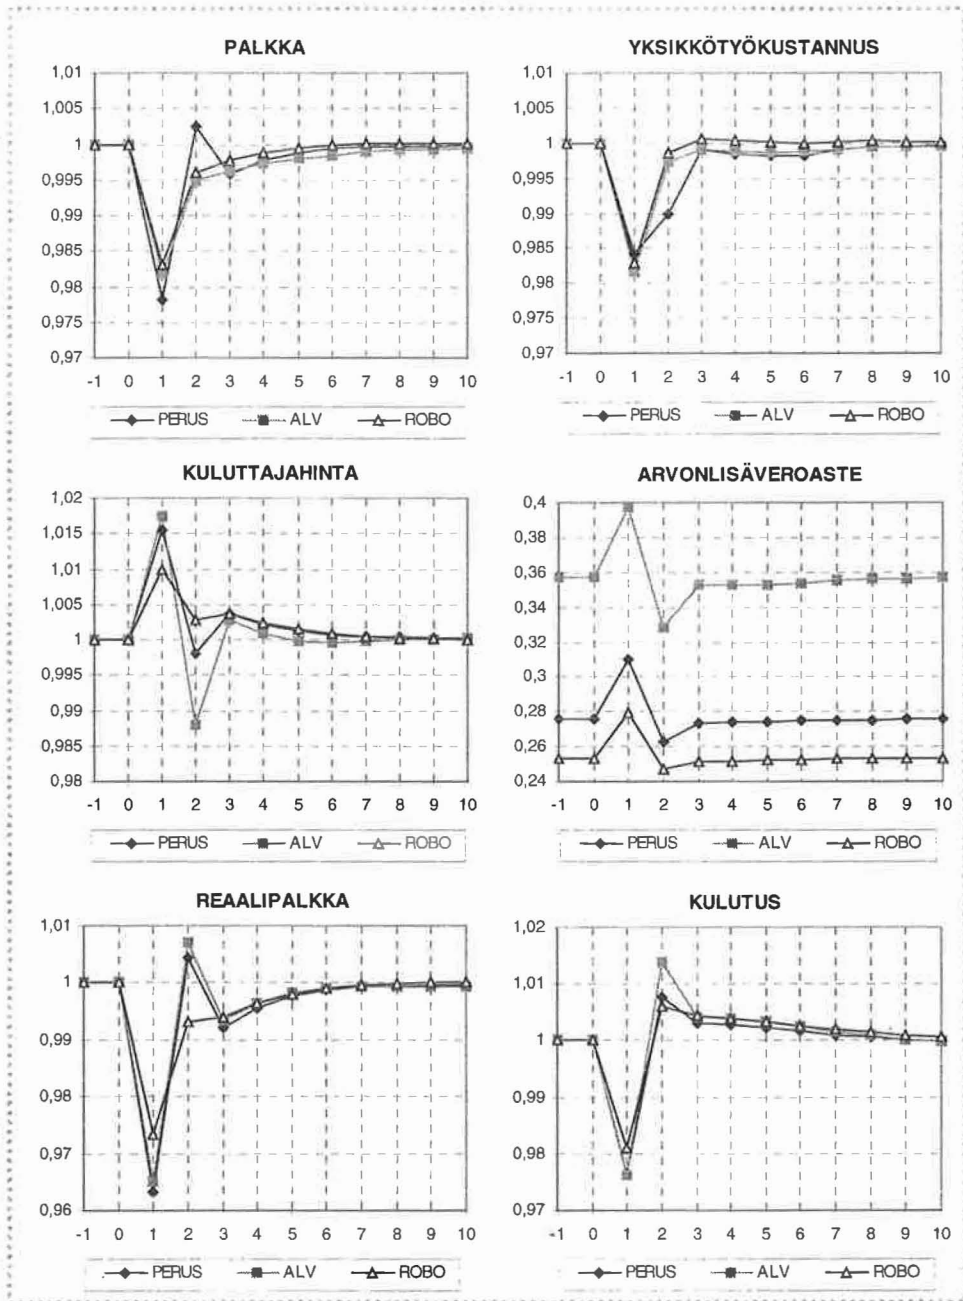 PALKKA
1,01
1,005
1
0,995
0,99
0,985
0,98
0,975
0,97
-1 0 1 2 3 4 5 6 7 8 9 10
PERUS ALV ROBO
YKSIKKÖTYÖKUSTANNUS
1,01
1,005
1
0,995
0,99
0,985
0,98
0,975
0,97
-1 0 1 2 3 4 5 6 7 8 9 10
PERUS ALV ROBO
KULUTTAJAHINTA
1,02
1,015
1,01
1,005
1
0,995
0,99
0,985
0,98
-1 0 1 2 3 4 5 6 7 8 9 10
PERUS ALV ROBO
ARVONLISÄVEROASTE
0,4
0,38
0,36
0,34
0,32
0,3
0,28
0,26
0,24
-1 0 1 2 3 4 5 6 7 8 9 10
PERUS ALV ROBO
REAALIPALKKA
1,01
1
0,99
0,98
0,97
0,96
-1 0 1 2 3 4 5 6 7 8 9 10
PERUS ALV ROBO
KULUTUS
1,02
1,01
1
0,99
0,98
0,97
-1 0 1 2 3 4 5 6 7 8 9 10
PERUS ALV ROBO